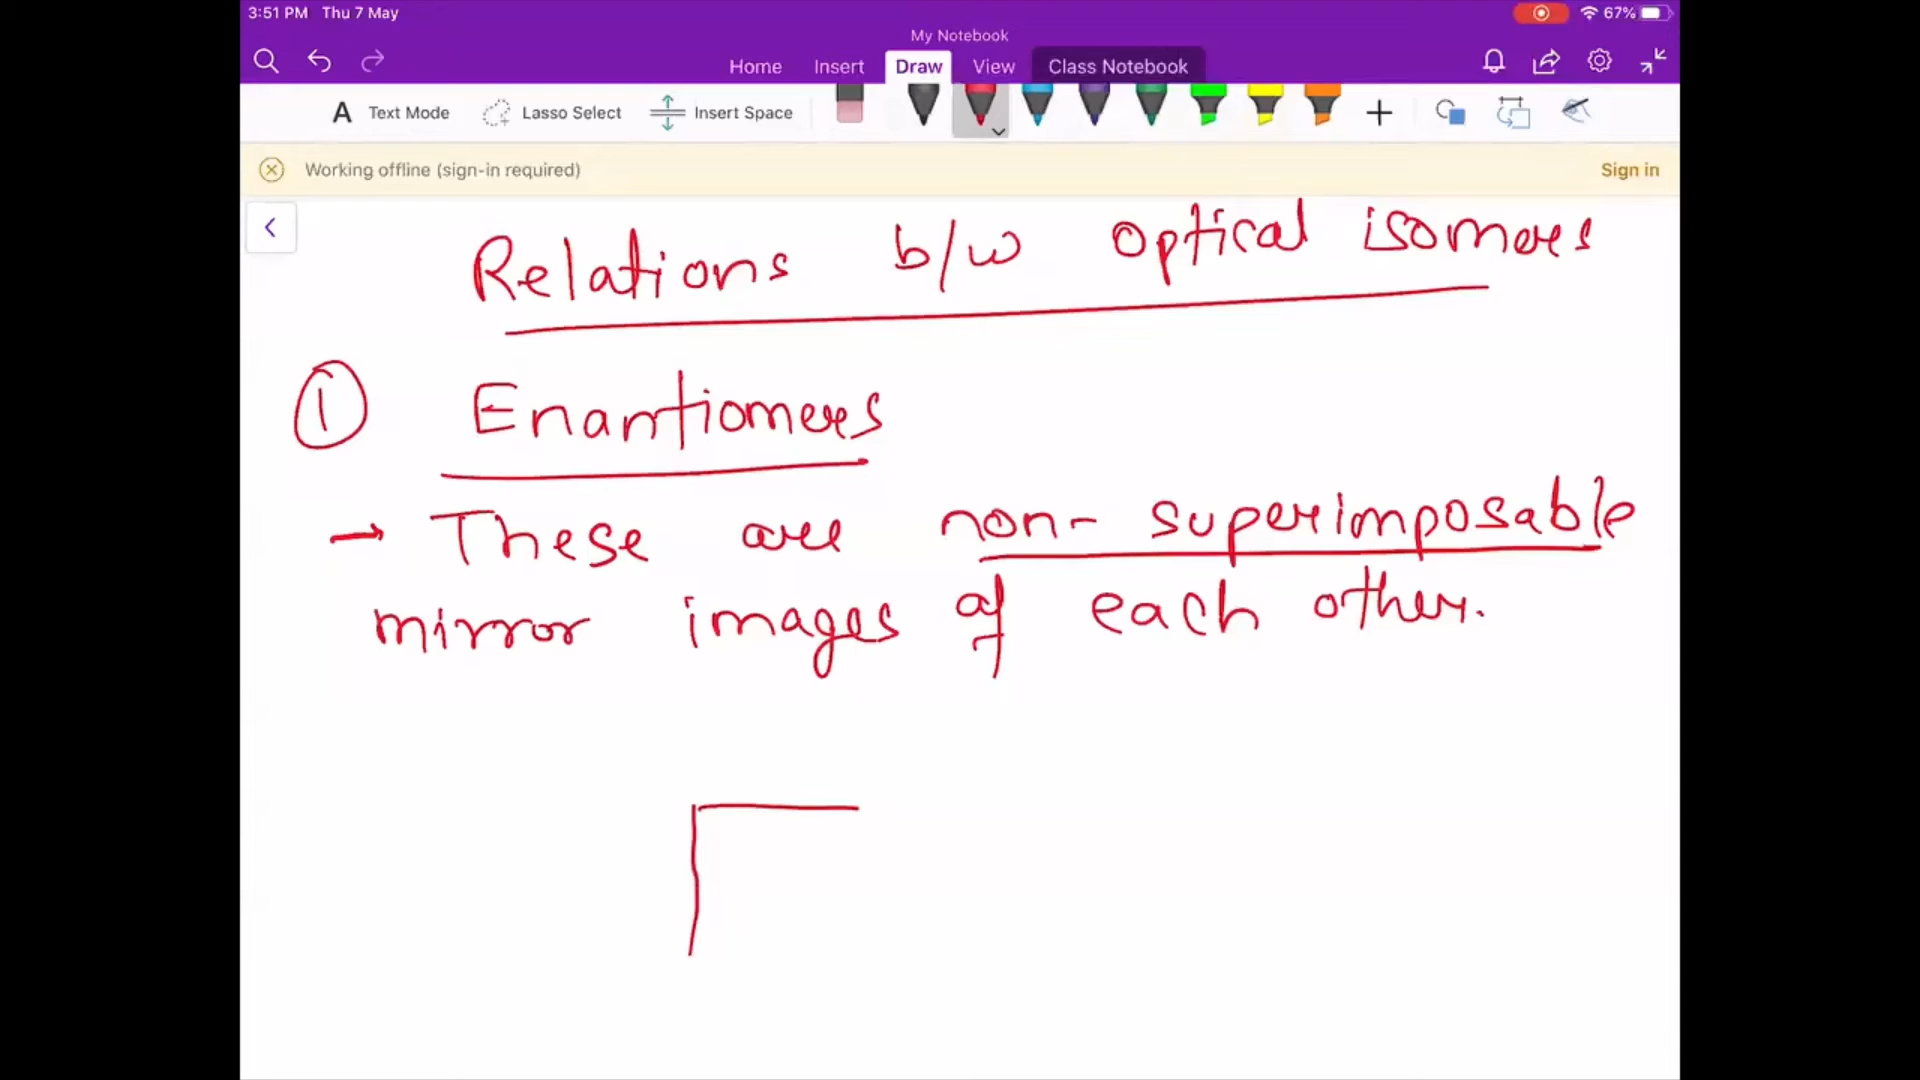 3:51 PM Thu 7 May 67%
My Notebook
Home Insert Draw View Class Notebook
A Text Mode Lasso Select Insert Space
Working offline (sign-in required) Sign in
Relations b/w optical isomers
1 Enantiomers
→ These are non-superimposable
mirror images of each other.